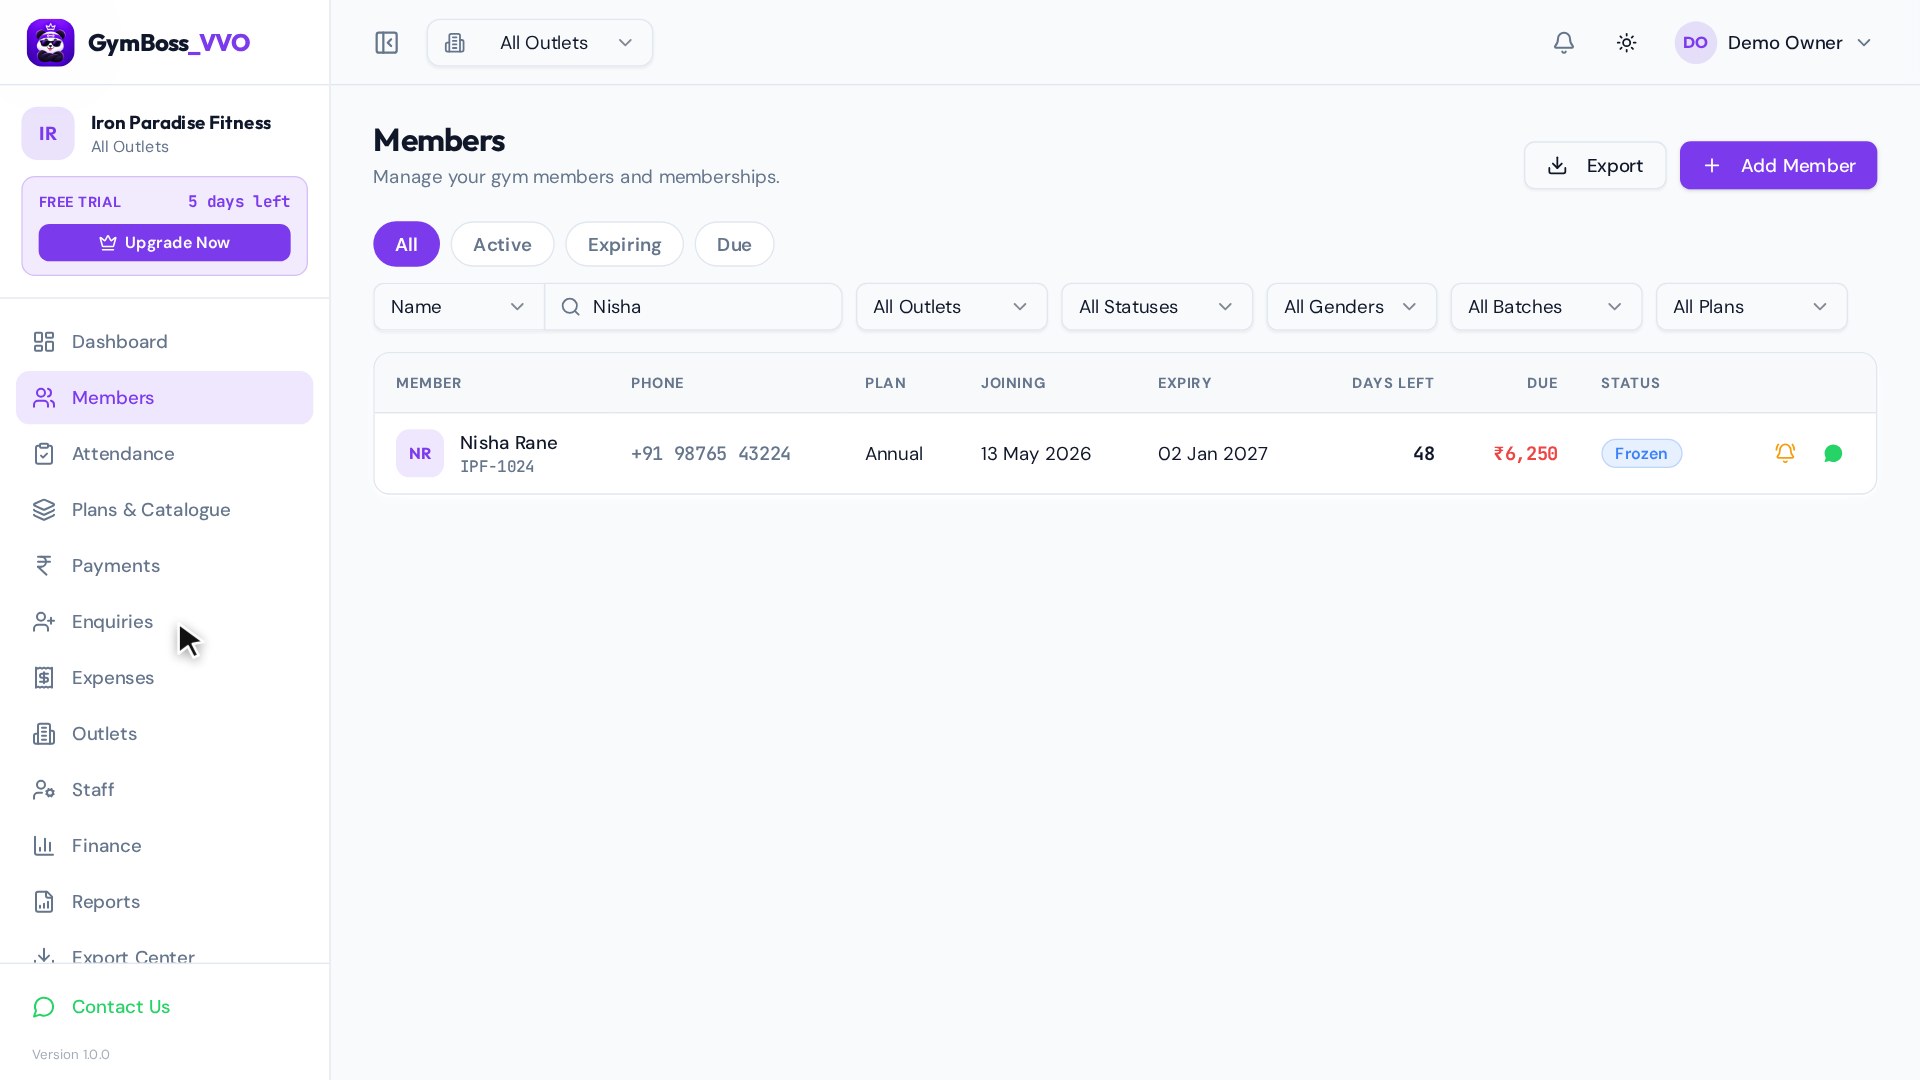 GymBoss_VVO
All Outlets
DO
Demo Owner
IR
Iron Paradise Fitness
All Outlets
FREE TRIAL
5 days left
Upgrade Now
Dashboard
Members
Attendance
Plans & Catalogue
Payments
Enquiries
Expenses
Outlets
Staff
Finance
Reports
Export Center
Contact Us
Version 1.0.0
Members
Manage your gym members and memberships.
Export
Add Member
All
Active
Expiring
Due
Name
Nisha
All Outlets
All Statuses
All Genders
All Batches
All Plans
MEMBER PHONE PLAN JOINING EXPIRY DAYS LEFT DUE STATUS
NR
Nisha Rane
IPF-1024
+91 98765 43224
Annual
13 May 2026
02 Jan 2027
48
₹6,250
Frozen